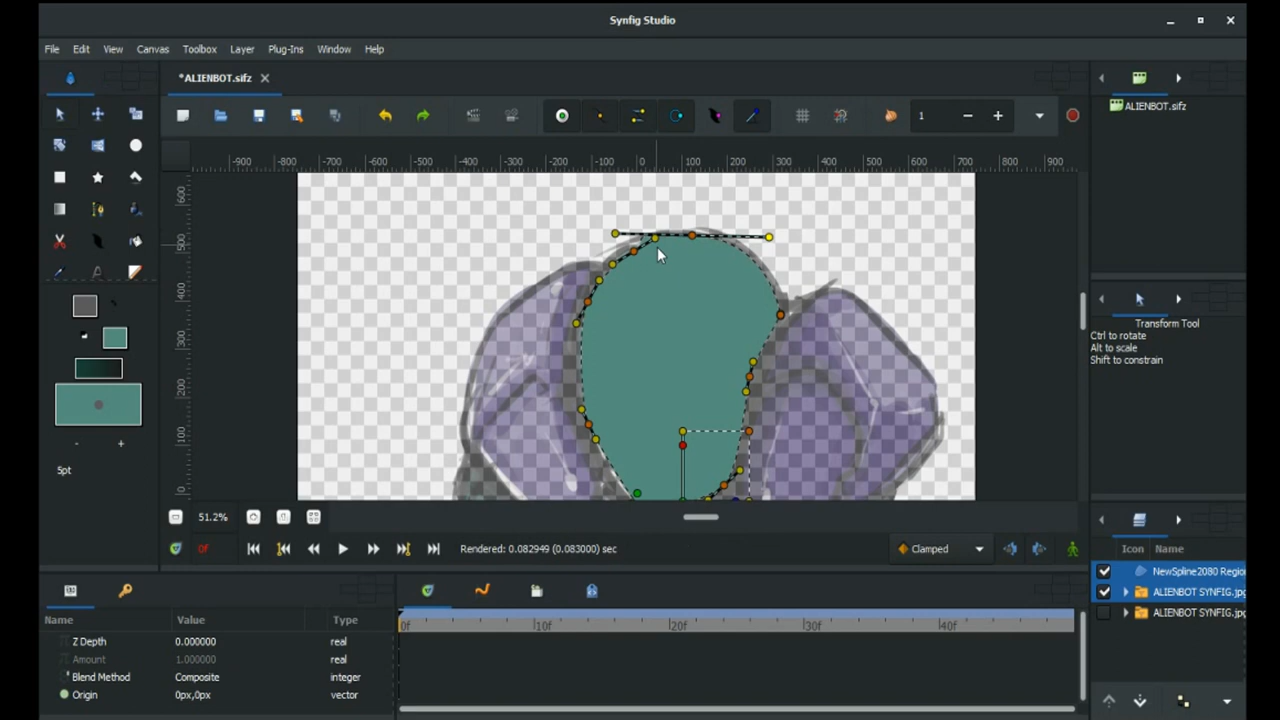 Synfig Studio
File Edit View Canvas Toolbox Layer Plug-Ins Window Help
*ALIENBOT.sifz
ALIENBOT.sifz
1
-900 -800 -700 -600 -500 -400 -300 -200 -100 0 100 200 300 400 500 600 700 800 900
600
500
400
300
200
100
0
Transform Tool
Ctrl to rotate
Alt to scale
Shift to constrain
- +
5pt
51.2%
0f
Rendered: 0.082949 (0.083000) sec
Clamped
Icon Name
NewSpline2080 Regio
ALIENBOT SYNFIG.jpg
ALIENBOT SYNFIG.jpg
Name Value Type
0f 10f 20f 30f 40f
Z Depth 0.000000 real
Amount 1.000000 real
Blend Method Composite integer
Origin 0px,0px vector